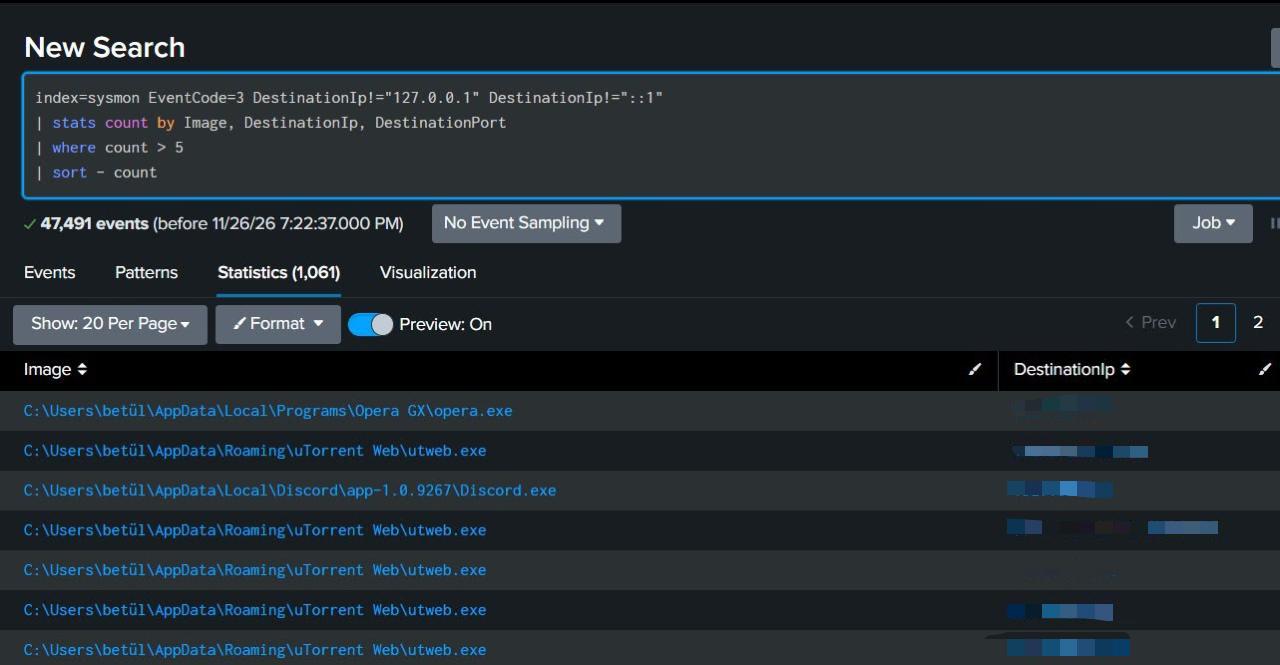 New Search
index=sysmon EventCode=3 DestinationIp!="127.0.0.1" DestinationIp!="::1"
| stats count by Image, DestinationIp, DestinationPort
| where count > 5
| sort - count
47,491 events (before 11/26/26 7:22:37.000 PM) No Event Sampling Job
Events Patterns Statistics (1,061) Visualization
Show: 20 Per Page Format Preview: On < Prev 1 2
Image DestinationIp
C:\Users\betül\AppData\Local\Programs\Opera GX\opera.exe
C:\Users\betül\AppData\Roaming\uTorrent Web\utweb.exe
C:\Users\betül\AppData\Local\Discord\app-1.0.9267\Discord.exe
C:\Users\betül\AppData\Roaming\uTorrent Web\utweb.exe
C:\Users\betül\AppData\Roaming\uTorrent Web\utweb.exe
C:\Users\betül\AppData\Roaming\uTorrent Web\utweb.exe
C:\Users\betül\AppData\Roaming\uTorrent Web\utweb.exe